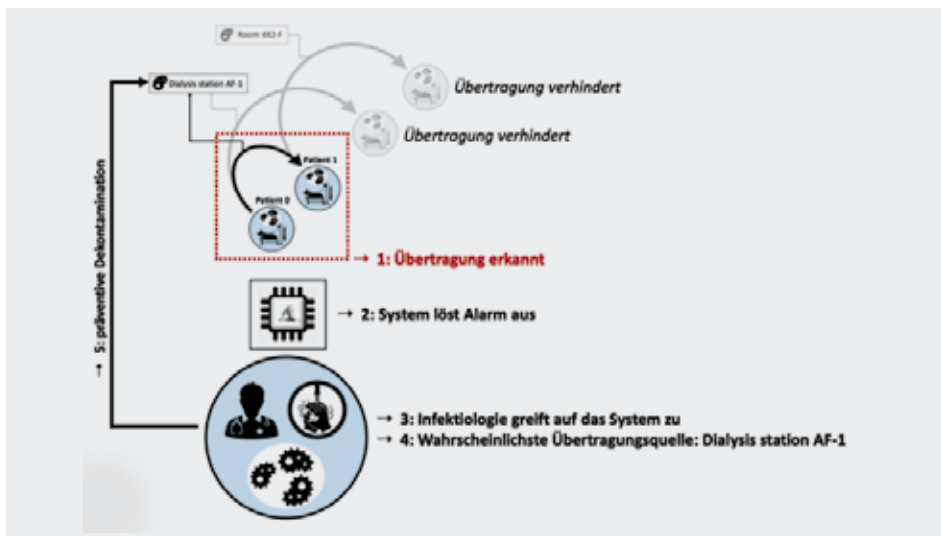 Room 482-F
Dialysis station AF-1
Übertragung verhindert
Übertragung verhindert
Patient 1
Patient 0
→ 1: Übertragung erkannt
→ 2: System löst Alarm aus
→ 3: Infektiologie greift auf das System zu
→ 4: Wahrscheinlichste Übertragungsquelle: Dialysis station AF-1
→ 5: präventive Dekontamination